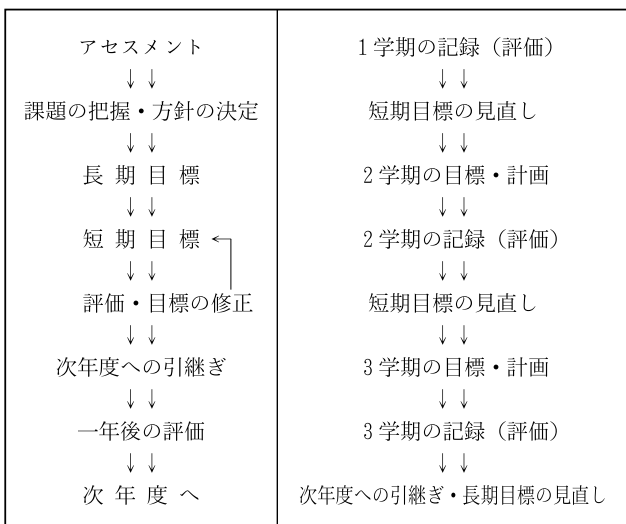 アセスメント
↓ ↓
課題の把握・方針の決定
↓ ↓
長 期 目 標
↓ ↓
短 期 目 標
↓ ↓
評価・目標の修正
↓ ↓
次年度への引継ぎ
↓ ↓
一年後の評価
↓ ↓
次 年 度 へ
1学期の記録(評価)
↓ ↓
短期目標の見直し
↓ ↓
2学期の目標・計画
↓ ↓
2学期の記録(評価)
↓ ↓
短期目標の見直し
↓ ↓
3学期の目標・計画
↓ ↓
3学期の記録(評価)
↓ ↓
次年度への引継ぎ・長期目標の見直し